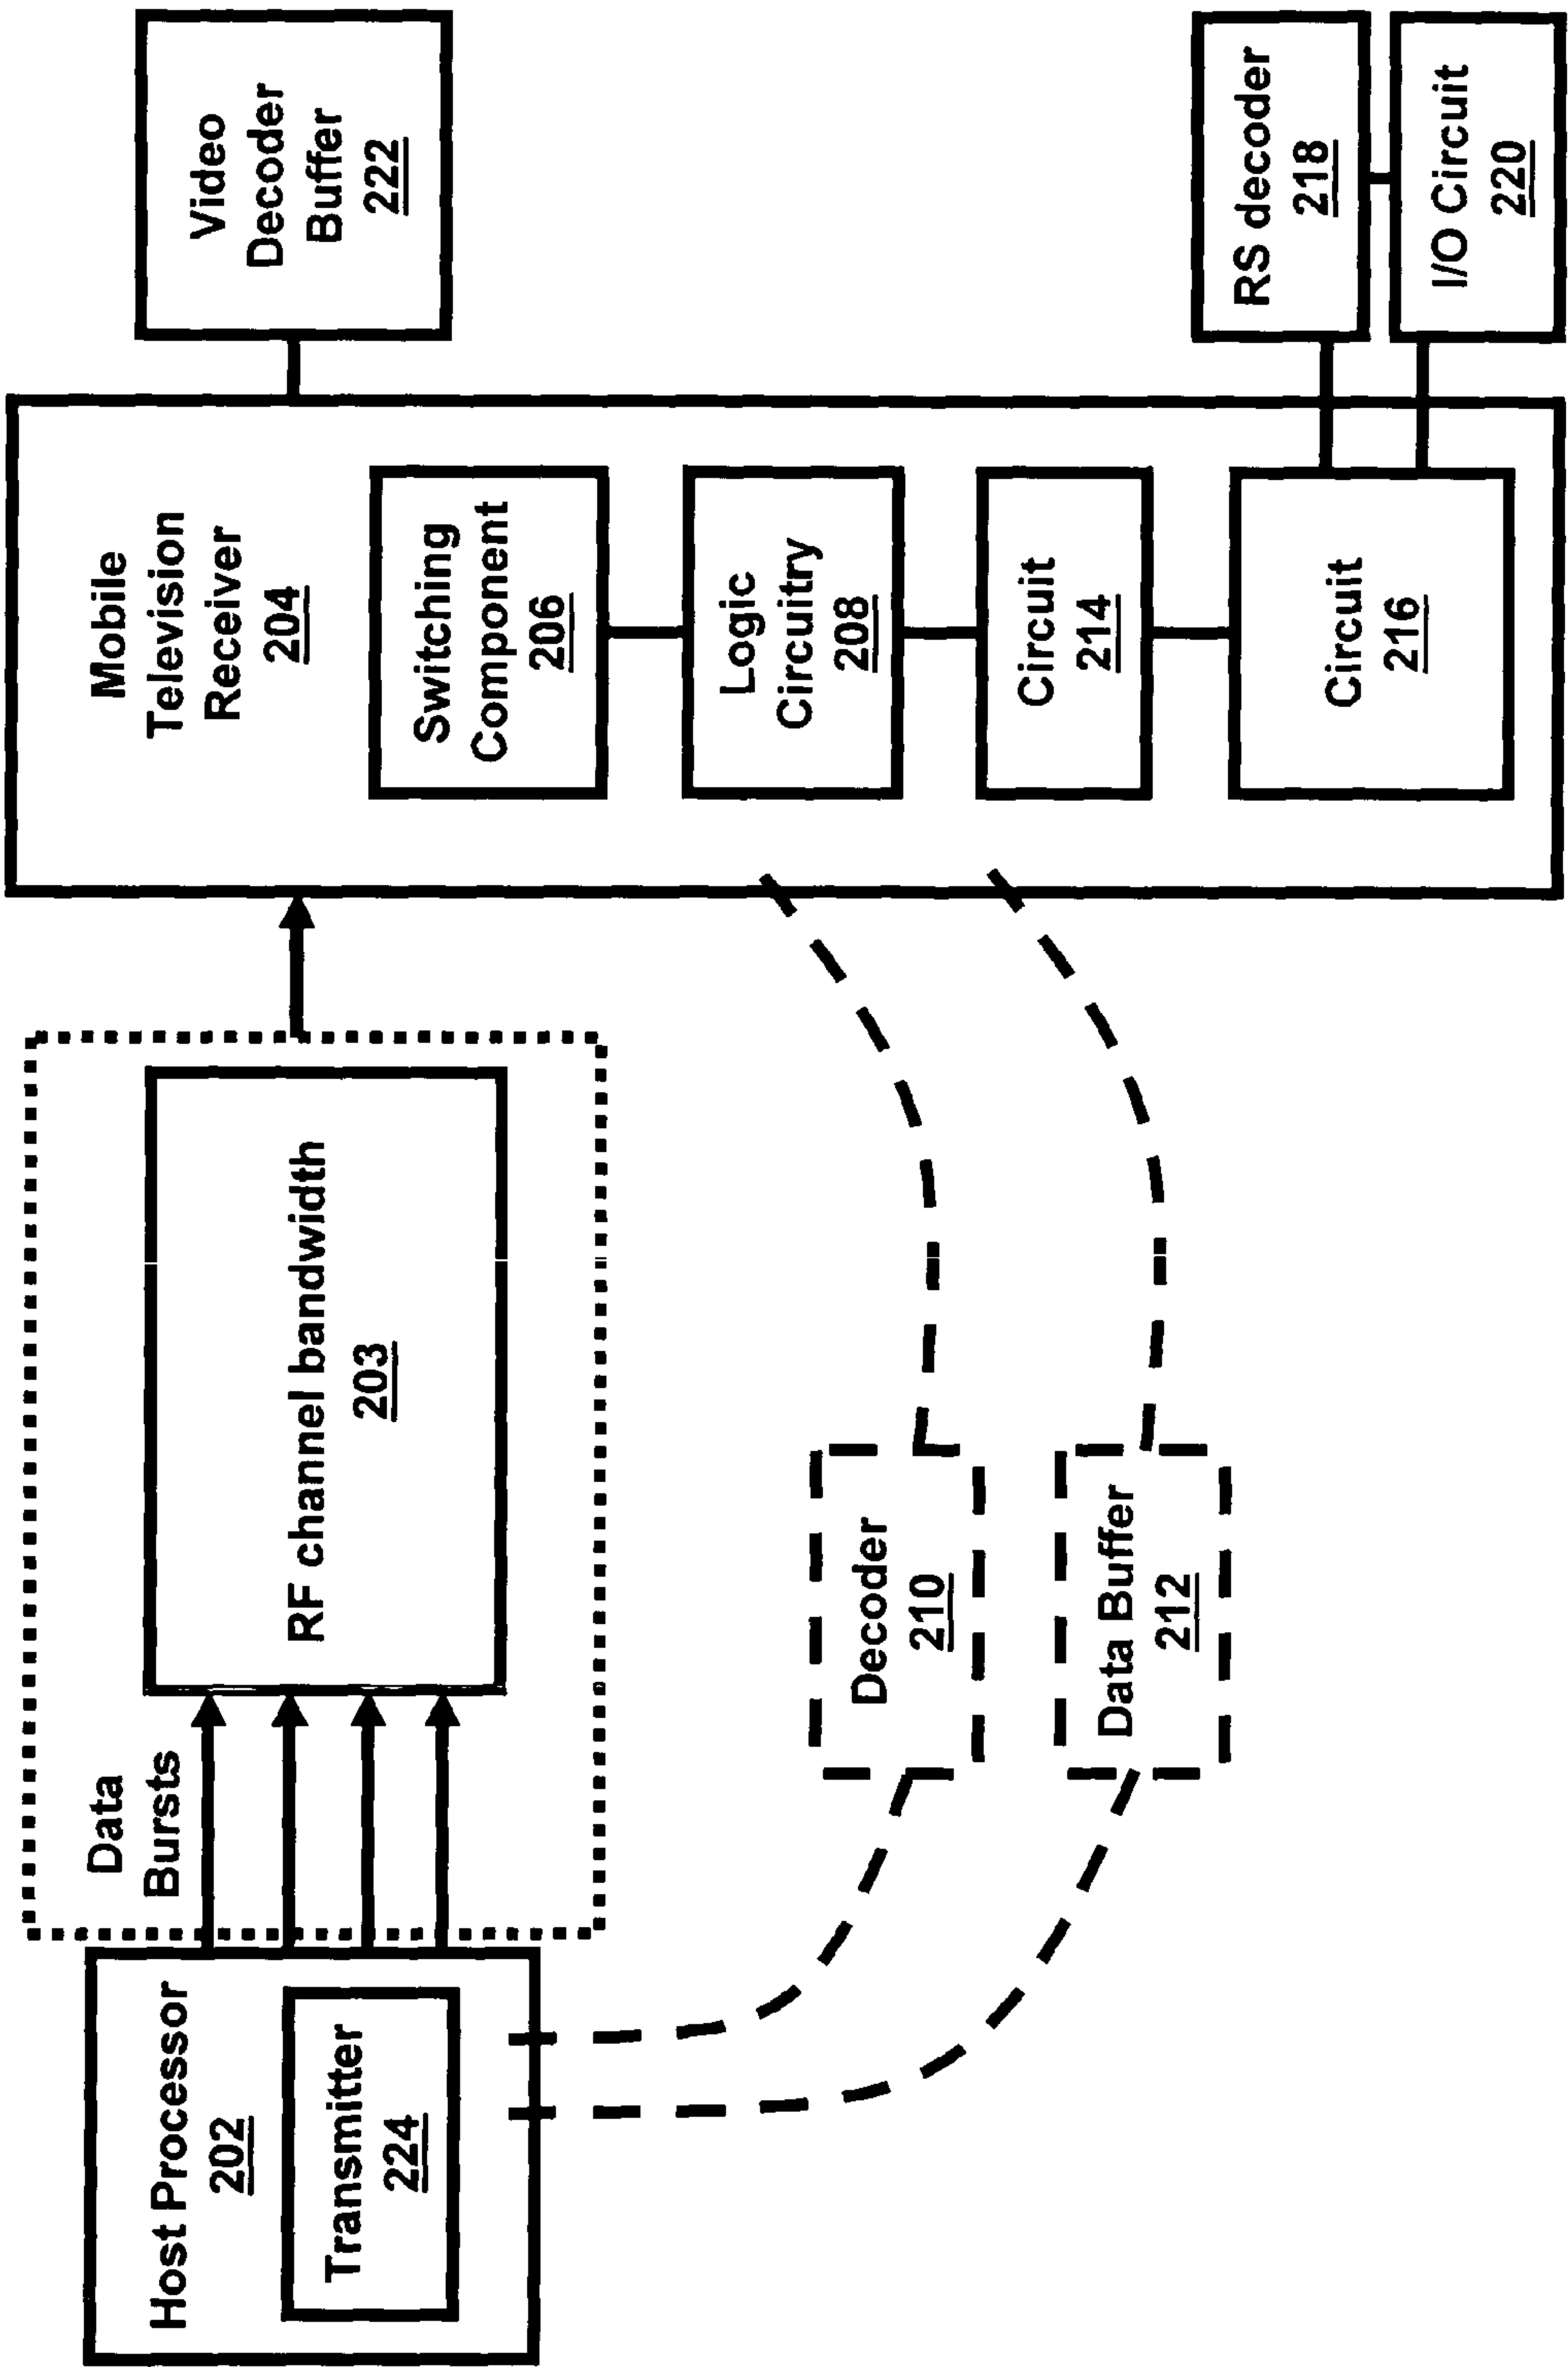 Host Processor
202
Transmitter
224
Data
Bursts
RF channel bandwidth
203
Decoder
210
Data Buffer
212
Mobile
Television
Receiver
204
Switching
Component
206
Logic
Circuitry
208
Circuit
214
Circuit
216
Video
Decoder
Buffer
222
RS decoder
218
I/O Circuit
220